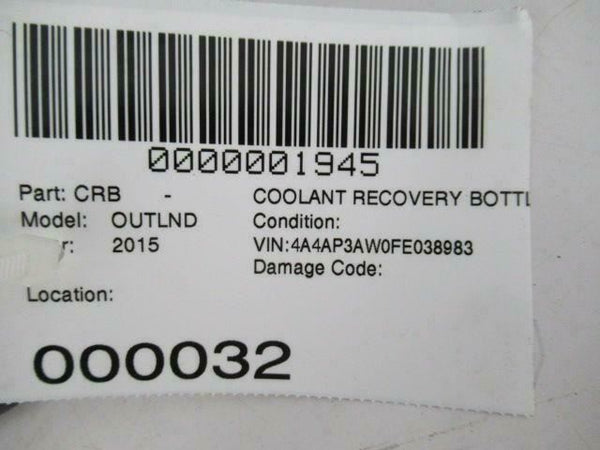 0000001945
Part: CRB - COOLANT RECOVERY BOTTL
Model: OUTLND Condition:
r: 2015 VIN:4A4AP3AW0FE038983
Damage Code:
Location:
000032